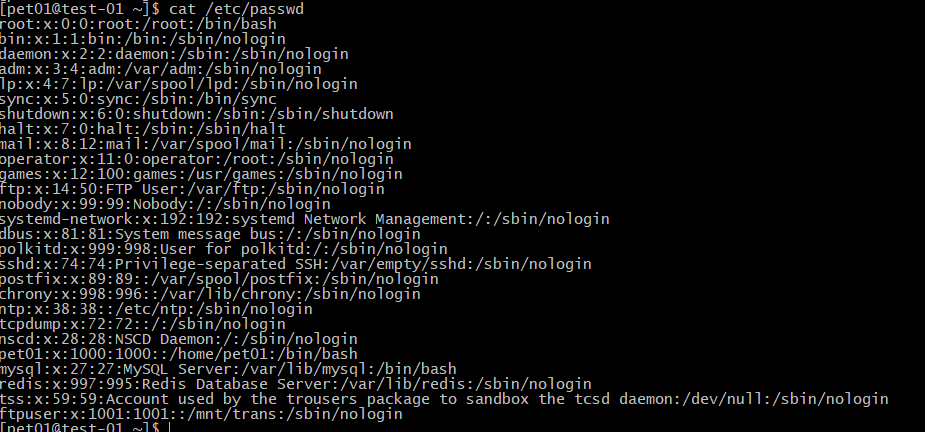 [pet01@test-01 ~]$ cat /etc/passwd
root:x:0:0:root:/root:/bin/bash
bin:x:1:1:bin:/bin:/sbin/nologin
daemon:x:2:2:daemon:/sbin:/sbin/nologin
adm:x:3:4:adm:/var/adm:/sbin/nologin
lp:x:4:7:lp:/var/spool/lpd:/sbin/nologin
sync:x:5:0:sync:/sbin:/bin/sync
shutdown:x:6:0:shutdown:/sbin:/sbin/shutdown
halt:x:7:0:halt:/sbin:/sbin/halt
mail:x:8:12:mail:/var/spool/mail:/sbin/nologin
operator:x:11:0:operator:/root:/sbin/nologin
games:x:12:100:games:/usr/games:/sbin/nologin
ftp:x:14:50:FTP User:/var/ftp:/sbin/nologin
nobody:x:99:99:Nobody:/:/sbin/nologin
systemd-network:x:192:192:systemd Network Management:/:/sbin/nologin
dbus:x:81:81:System message bus:/:/sbin/nologin
polkitd:x:999:998:User for polkitd:/:/sbin/nologin
sshd:x:74:74:Privilege-separated SSH:/var/empty/sshd:/sbin/nologin
postfix:x:89:89::/var/spool/postfix:/sbin/nologin
chrony:x:998:996::/var/lib/chrony:/sbin/nologin
ntp:x:38:38::/etc/ntp:/sbin/nologin
tcpdump:x:72:72::/:/sbin/nologin
nscd:x:28:28:NSCD Daemon:/:/sbin/nologin
pet01:x:1000:1000::/home/pet01:/bin/bash
mysql:x:27:27:MySQL Server:/var/lib/mysql:/bin/bash
redis:x:997:995:Redis Database Server:/var/lib/redis:/sbin/nologin
tss:x:59:59:Account used by the trousers package to sandbox the tcsd daemon:/dev/null:/sbin/nologin
ftpuser:x:1001:1001::/mnt/trans:/sbin/nologin
[pet01@test-01 ~]$